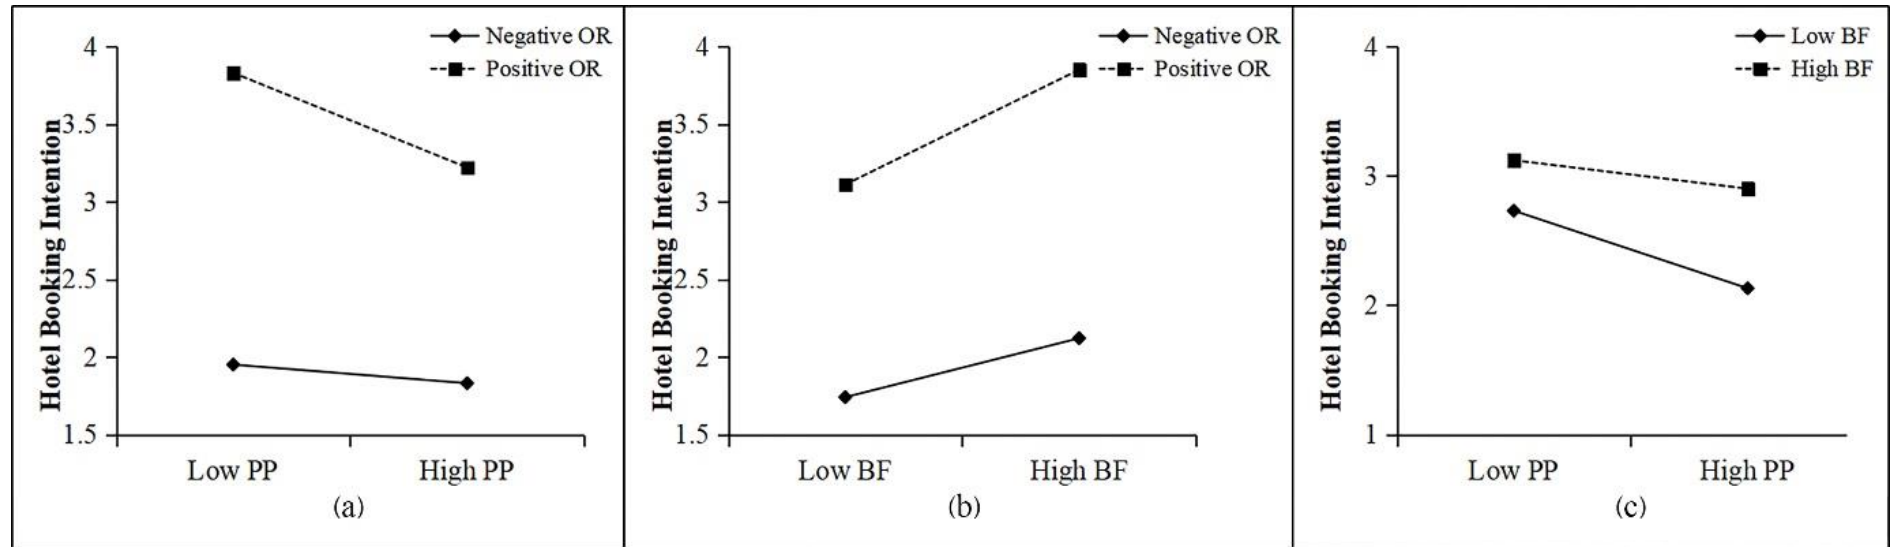 Negative OR
Positive OR
4
3.5
3
2.5
2
1.5
Hotel Booking Intention
Low PP
High PP
(a)
Negative OR
Positive OR
4
3.5
3
2.5
2
1.5
Hotel Booking Intention
Low BF
High BF
(b)
Low BF
High BF
4
3
2
1
Hotel Booking Intention
Low PP
High PP
(c)